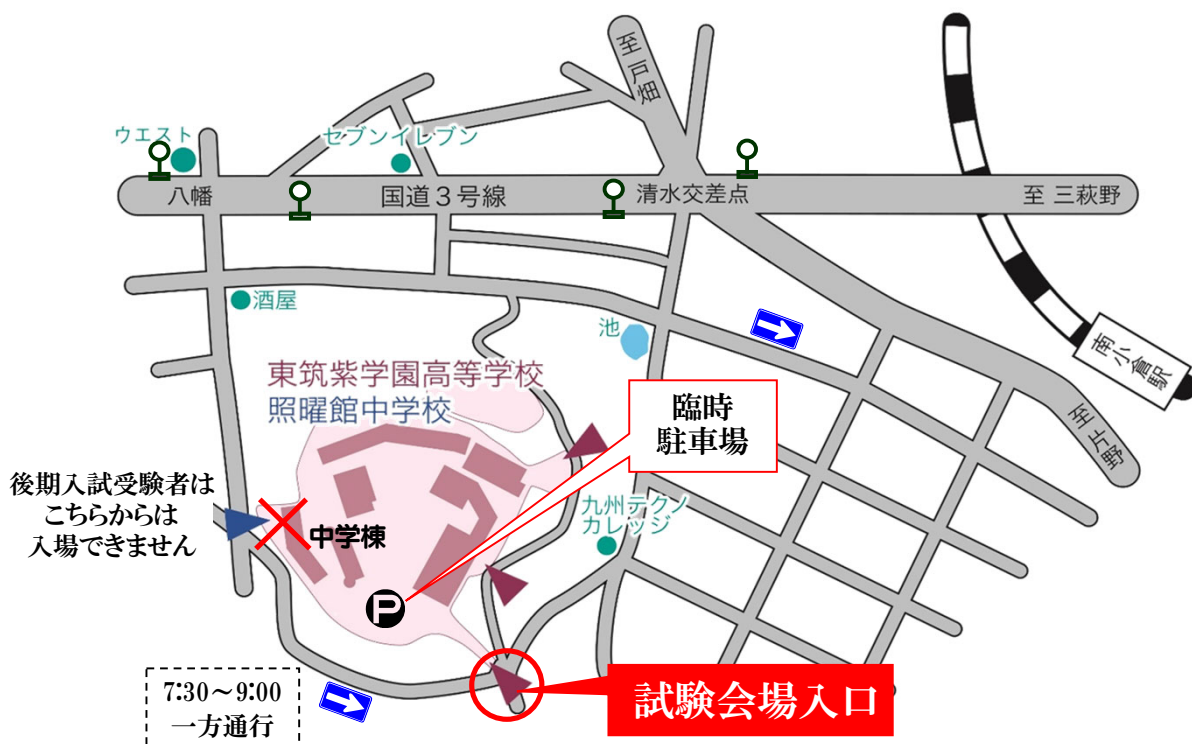 至戸畑
ウエスト
セブンイレブン
八幡
国道3号線
清水交差点
至 三萩野
酒屋
池
南小倉駅
東筑紫学園高等学校
照曜館中学校
臨時
駐車場
至片野
後期入試受験者は
こちらからは
入場できません
九州テクノ
カレッジ
中学棟
P
7:30～9:00
一方通行
試験会場入口